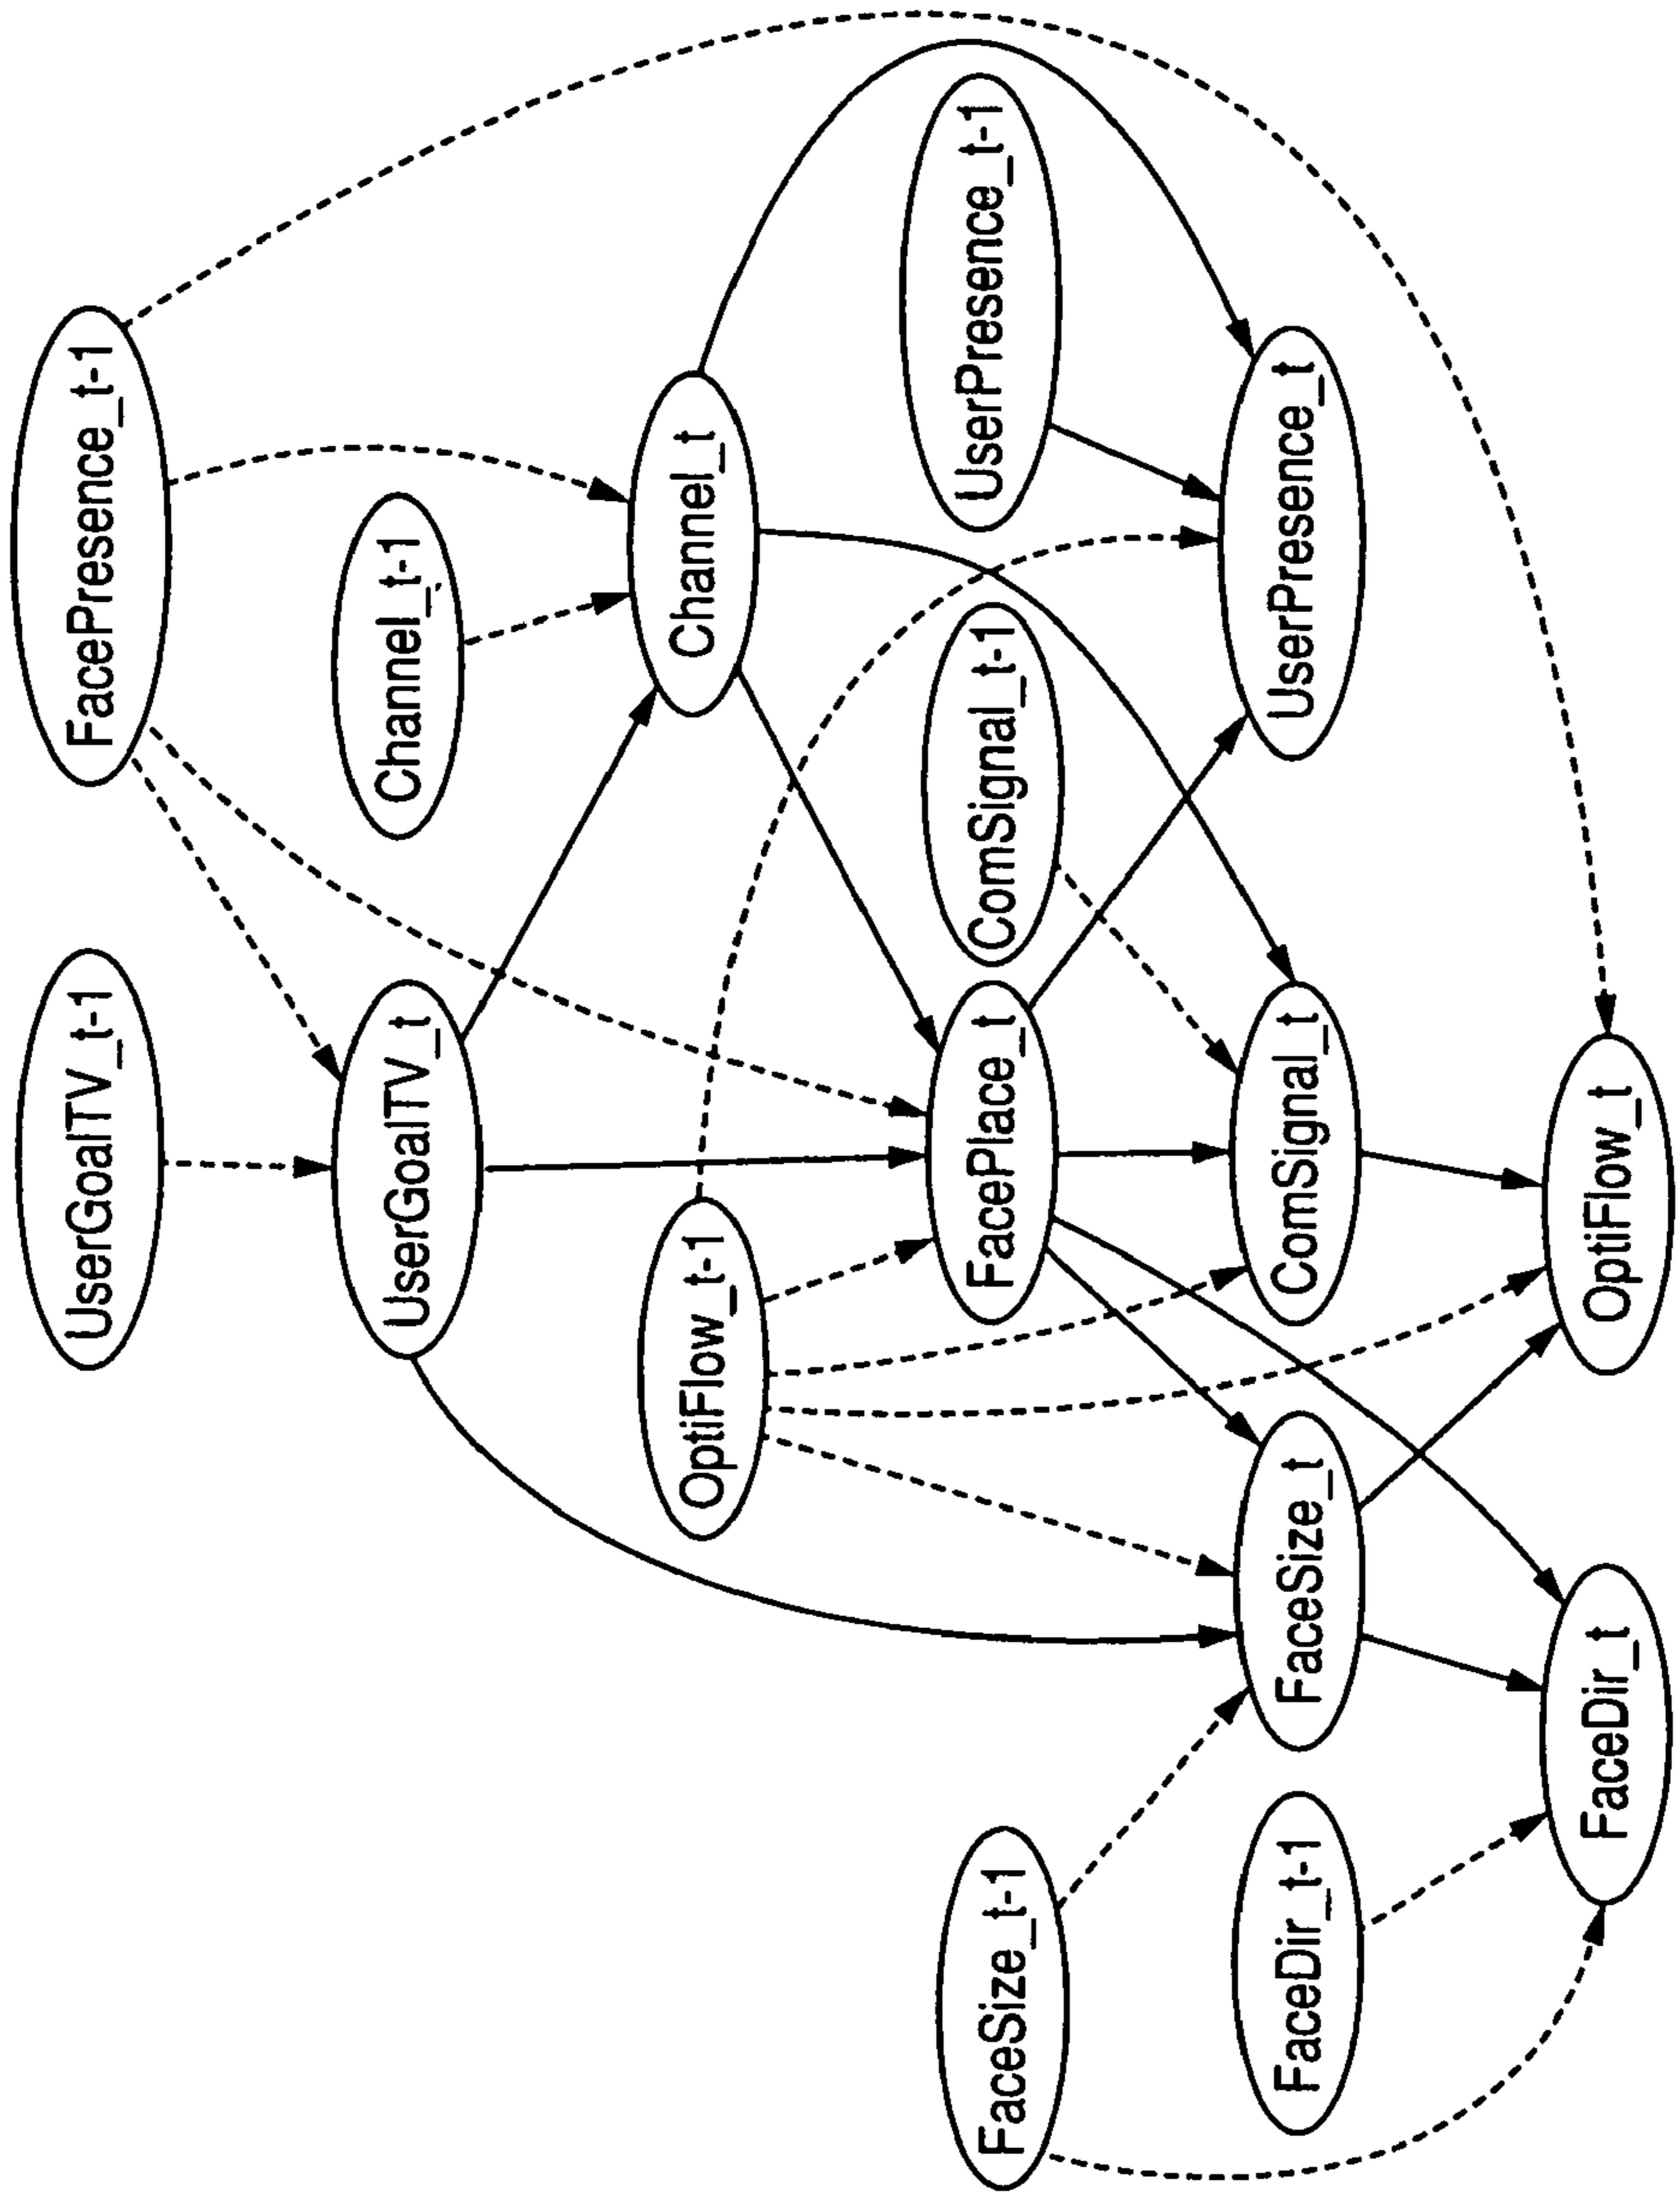 FacePresence_t-1
UserGoalTV_t-1
Channel_t-1
UserGoalTV_t
Channel_t
OptiFlow_t-1
UserPresence_t-1
ComSignal_t-1
FacePlace_t
FaceSize_t-1
UserPresence_t
ComSignal_t
FaceSize_t
FaceDir_t-1
OptiFlow_t
FaceDir_t